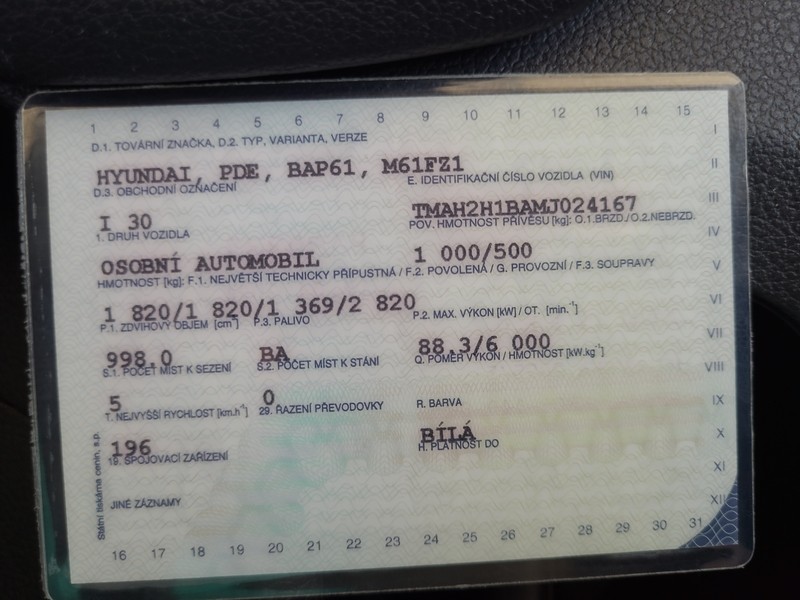 1 2 3 4 5 6 7 8 9 10 11 12 13 14 15
I
D.1. TOVÁRNÍ ZNAČKA, D.2. TYP, VARIANTA, VERZE
HYUNDAI, PDE, BAP61, M61FZ1
II
D.3. OBCHODNÍ OZNAČENÍ E. IDENTIFIKAČNÍ ČÍSLO VOZIDLA (VIN)
I 30 TMAH2H1BAMJ024167
III
1. DRUH VOZIDLA POV. HMOTNOST PŘÍVĚSU [kg]: O.1.BRZD./O.2.NEBRZD.
IV
OSOBNÍ AUTOMOBIL 1 000/500
HMOTNOST [kg]: F.1. NEJVĚTŠÍ TECHNICKY PŘÍPUSTNÁ / F.2. POVOLENÁ / G. PROVOZNÍ / F.3. SOUPRAVY
V
1 820/1 820/1 369/2 820
VI
P.1. ZDVIHOVÝ OBJEM [cm³] P.3. PALIVO P.2. MAX. VÝKON [kW] / OT. [min.⁻¹]
998,0 BA 88,3/6 000
VII
S.1. POČET MÍST K SEZENÍ S.2. POČET MÍST K STÁNÍ Q. POMĚR VÝKON / HMOTNOST [kW.kg⁻¹]
VIII
5 0
T. NEJVYŠŠÍ RYCHLOST [km.h⁻¹] 29. ŘAZENÍ PŘEVODOVKY R. BARVA
IX
196 BÍLÁ
X
19. SPOJOVACÍ ZAŘÍZENÍ H. PLATNOST DO
XI
JINÉ ZÁZNAMY
XII
Státní tiskárna cenin, s.p.
16 17 18 19 20 21 22 23 24 25 26 27 28 29 30 31